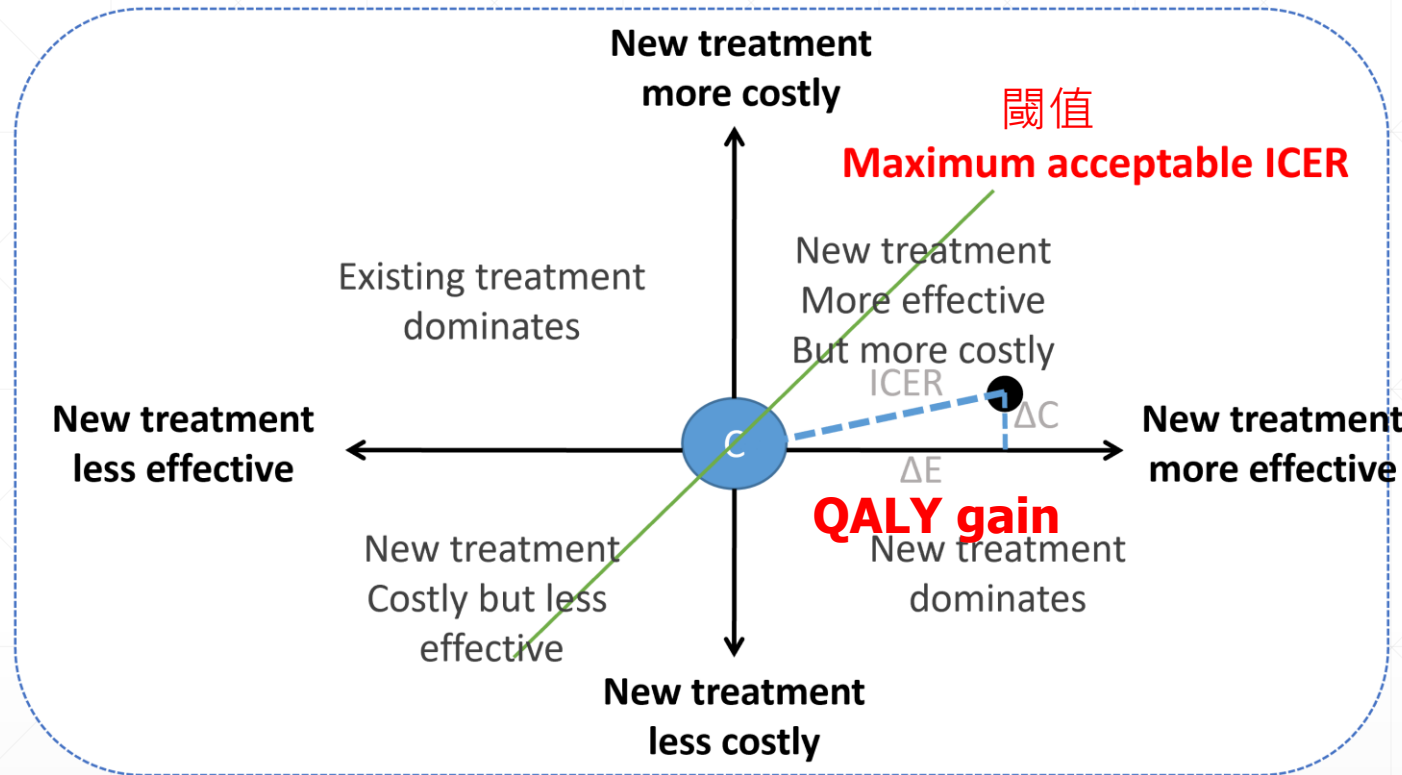 New treatment
more costly
閾值
Maximum acceptable ICER
Existing treatment
dominates
New treatment
More effective
But more costly
ICER
ΔC
C
ΔE
New treatment
less effective
New treatment
more effective
QALY gain
New treatment
Costly but less
effective
New treatment
dominates
New treatment
less costly